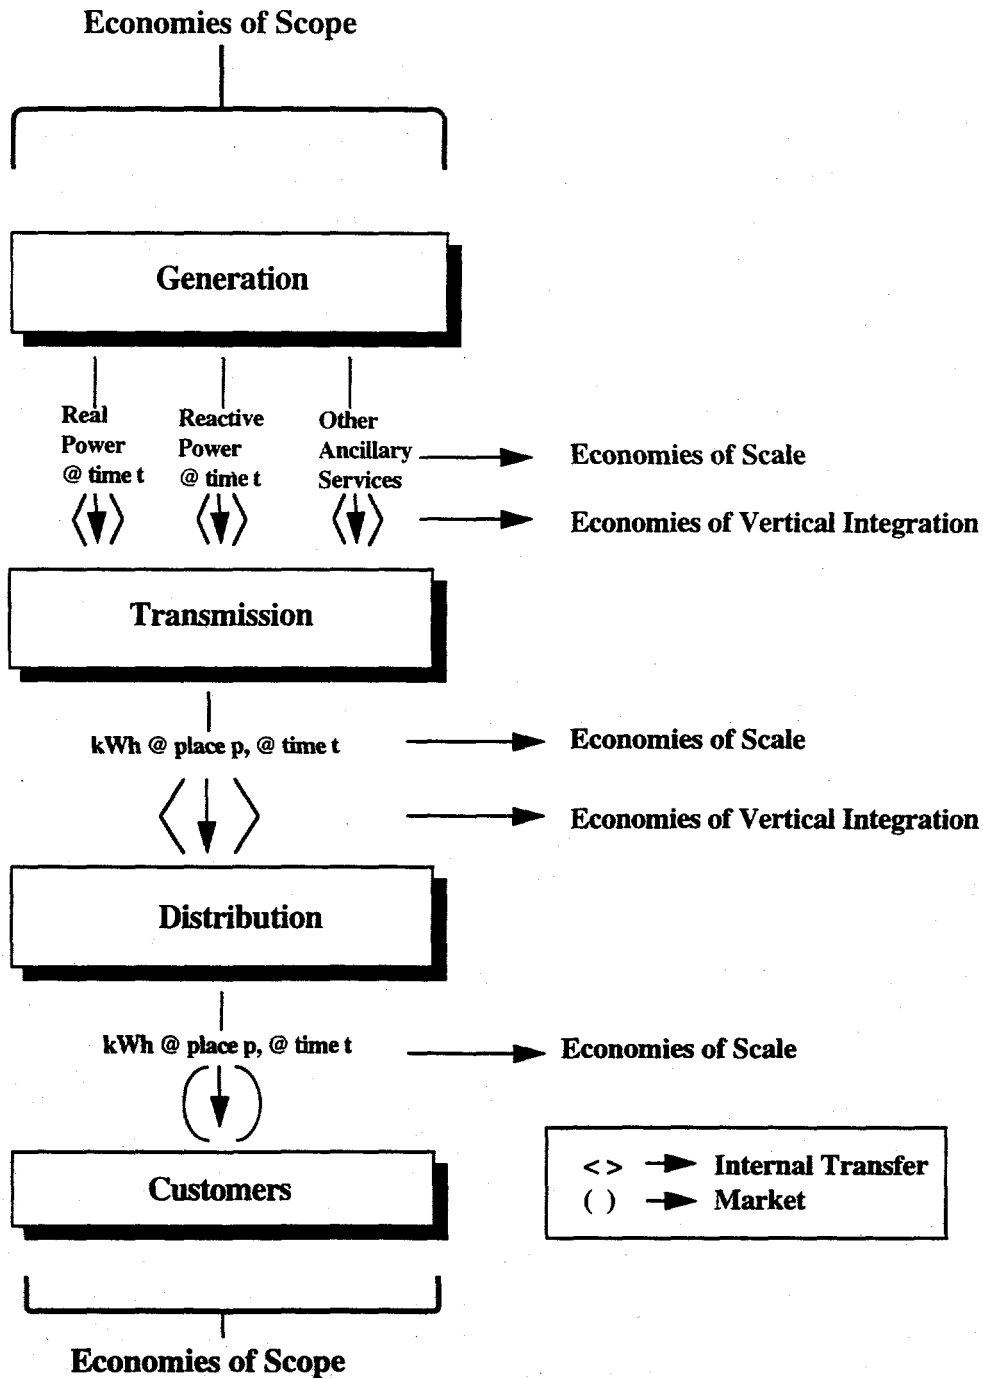 Economies of Scope
Generation
Real Power @ time t
Reactive Power @ time t
Other Ancillary Services
Economies of Scale
< > < > < >
Economies of Vertical Integration
Transmission
kWh @ place p, @ time t
Economies of Scale
< >
Economies of Vertical Integration
Distribution
kWh @ place p, @ time t
Economies of Scale
( )
Customers
< > Internal Transfer
( ) Market
Economies of Scope